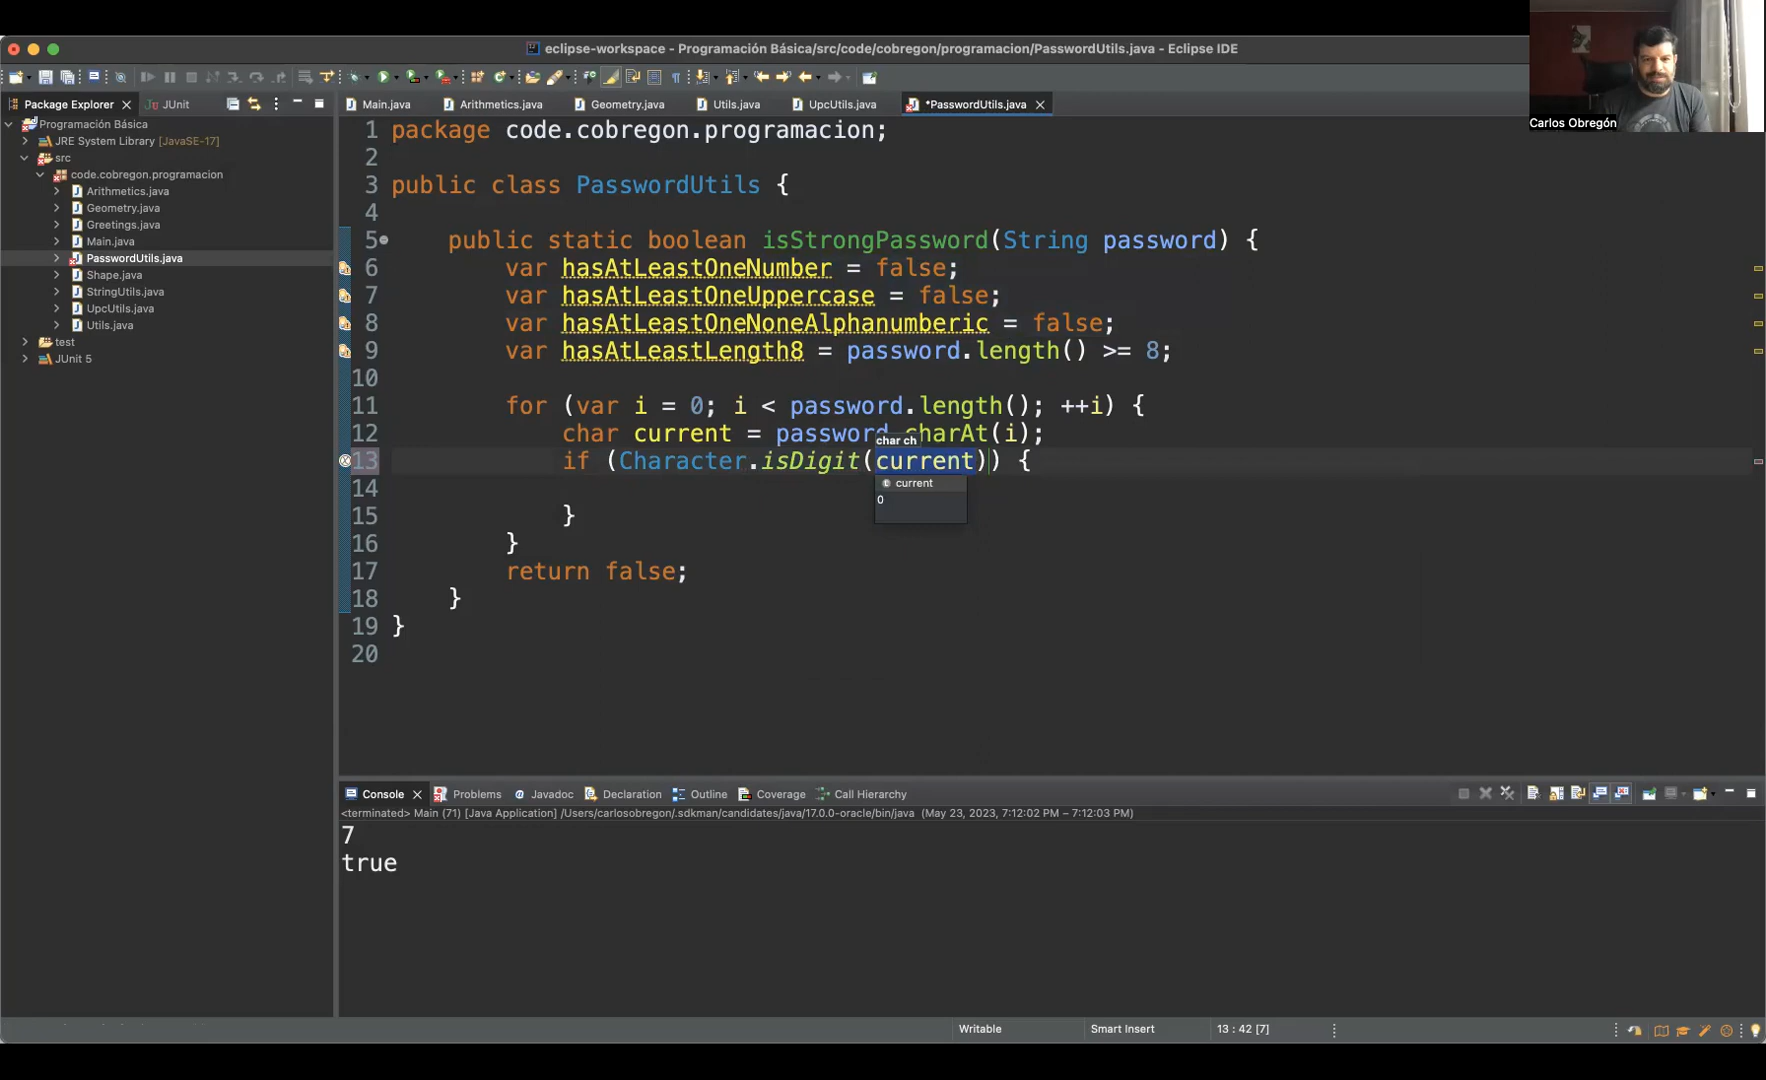 eclipse-workspace - Programación Básica/src/code/cobregon/programacion/PasswordUtils.java - Eclipse IDE
Carlos Obregón
Package Explorer
JUnit
Main.java
Arithmetics.java
Geometry.java
Utils.java
UpcUtils.java
*PasswordUtils.java
Programación Básica
JRE System Library [JavaSE-17]
src
code.cobregon.programacion
Arithmetics.java
Geometry.java
Greetings.java
Main.java
PasswordUtils.java
Shape.java
StringUtils.java
UpcUtils.java
Utils.java
test
JUnit 5
1 package code.cobregon.programacion;
2
3 public class PasswordUtils {
4
5 public static boolean isStrongPassword(String password) {
6 var hasAtLeastOneNumber = false;
7 var hasAtLeastOneUppercase = false;
8 var hasAtLeastOneNoneAlphanumberic = false;
9 var hasAtLeastLength8 = password.length() >= 8;
10
11 for (var i = 0; i < password.length(); ++i) {
12 char current = password.charAt(i);
char ch
13 if (Character.isDigit(current)) {
current
0
14
15 }
16 }
17 return false;
18 }
19 }
20
Console
Problems
Javadoc
Declaration
Outline
Coverage
Call Hierarchy
<terminated> Main (71) [Java Application] /Users/carlosobregon/.sdkman/candidates/java/17.0.0-oracle/bin/java (May 23, 2023, 7:12:02 PM – 7:12:03 PM)
7
true
Writable
Smart Insert
13 : 42 [7]